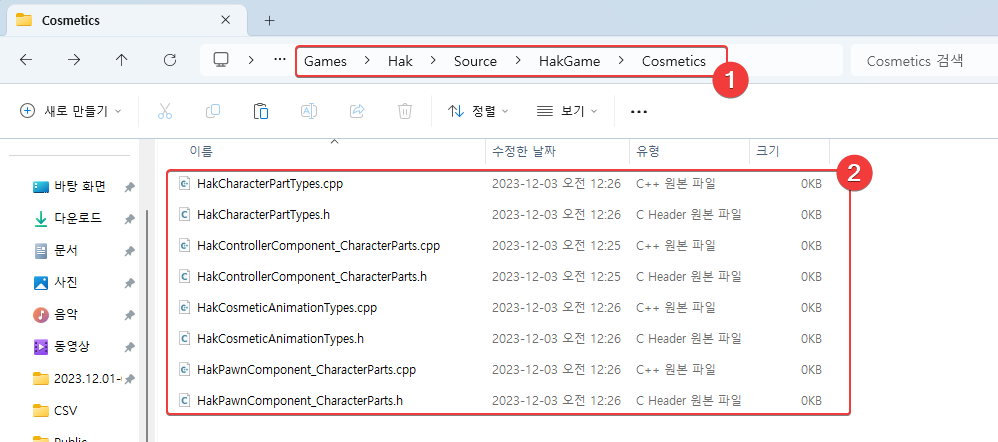 Cosmetics
Games > Hak > Source > HakGame > Cosmetics
Cosmetics 검색
1
새로 만들기
정렬
보기
이름 수정한 날짜 유형 크기
2
HakCharacterPartTypes.cpp 2023-12-03 오전 12:26 C++ 원본 파일 0KB
HakCharacterPartTypes.h 2023-12-03 오전 12:26 C Header 원본 파일 0KB
HakControllerComponent_CharacterParts.cpp 2023-12-03 오전 12:25 C++ 원본 파일 0KB
HakControllerComponent_CharacterParts.h 2023-12-03 오전 12:25 C Header 원본 파일 0KB
HakCosmeticAnimationTypes.cpp 2023-12-03 오전 12:26 C++ 원본 파일 0KB
HakCosmeticAnimationTypes.h 2023-12-03 오전 12:26 C Header 원본 파일 0KB
HakPawnComponent_CharacterParts.cpp 2023-12-03 오전 12:26 C++ 원본 파일 0KB
HakPawnComponent_CharacterParts.h 2023-12-03 오전 12:26 C Header 원본 파일 0KB
바탕 화면
다운로드
문서
사진
음악
동영상
2023.12.01-
CSV
Public